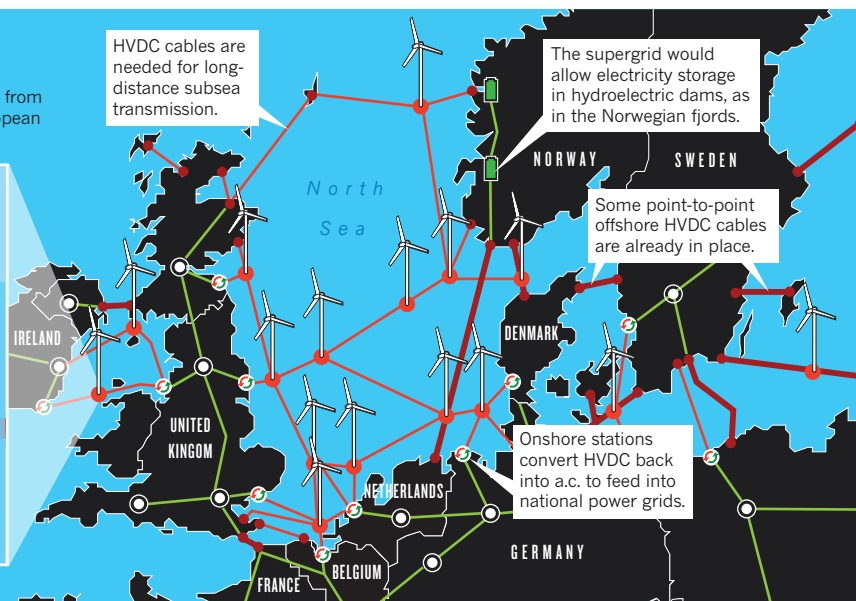 from
opean
HVDC cables are
needed for long-
distance subsea
transmission.
The supergrid would
allow electricity storage
in hydroelectric dams, as
in the Norwegian fjords.
NORWAY
SWEDEN
North
Sea
Some point-to-point
offshore HVDC cables
are already in place.
IRELAND
DENMARK
UNITED
KINGOM
Onshore stations
convert HVDC back
into a.c. to feed into
national power grids.
NETHERLANDS
GERMANY
BELGIUM
FRANCE